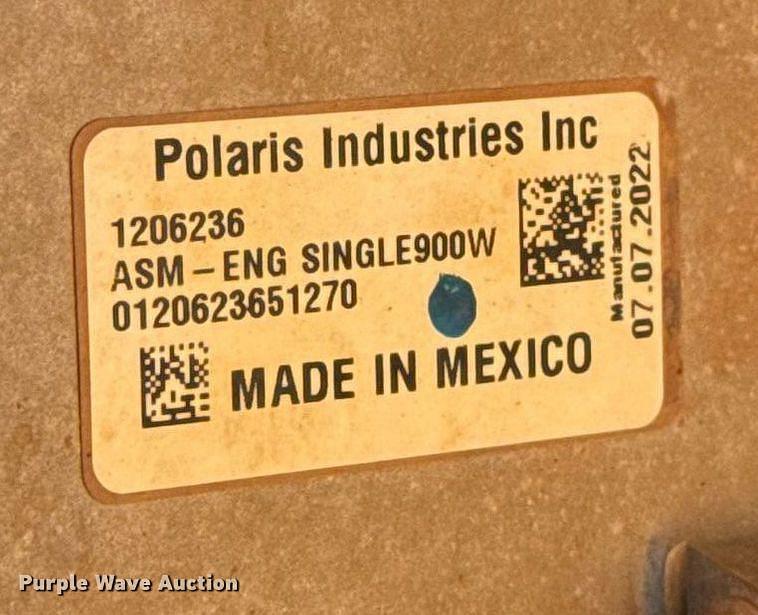 Polaris Industries Inc
1206236
ASM-ENG SINGLE900W
0120623651270
MADE IN MEXICO
Manufactured
07.07.2022
Purple Wave Auction